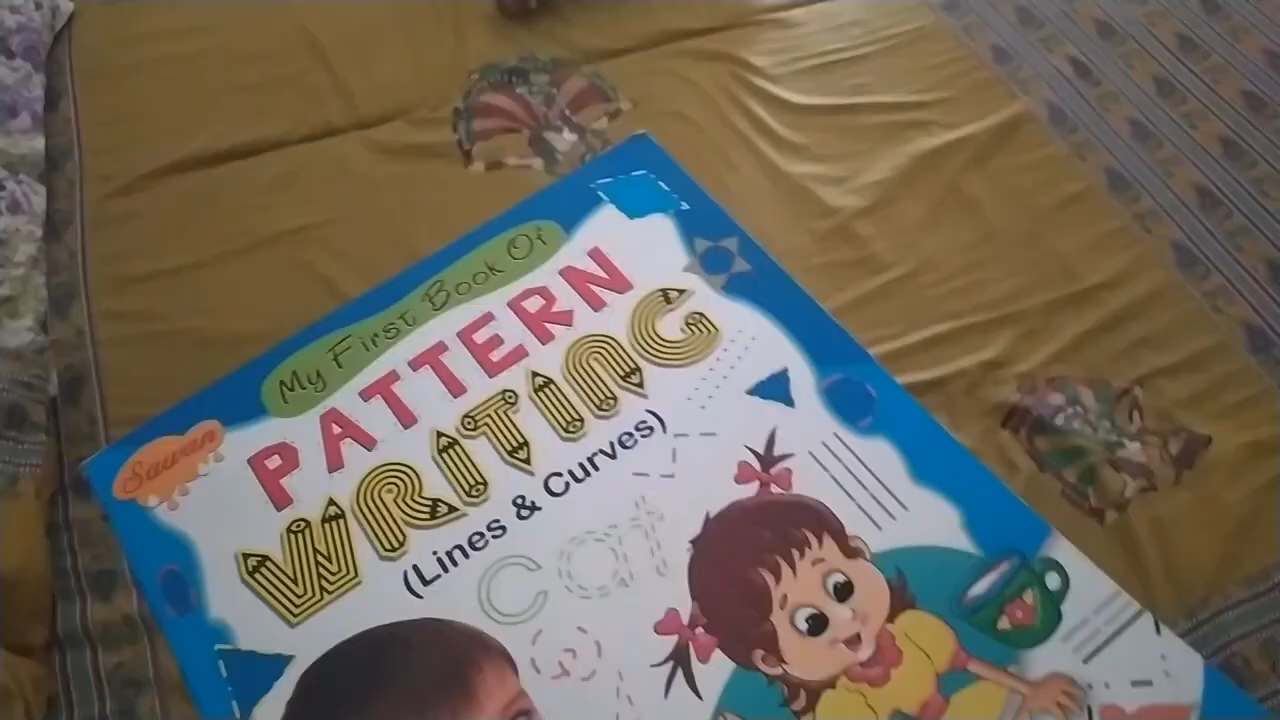 My First Book Of
Sawan
PATTERN
WRITING
(Lines & Curves)
cat